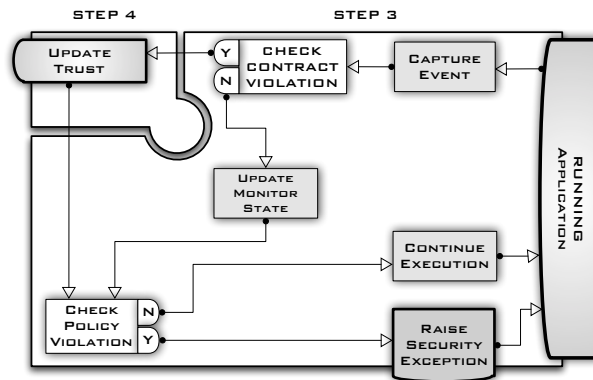 STEP 4
STEP 3
UPDATE
TRUST
Y
N
CHECK
CONTRACT
VIOLATION
CAPTURE
EVENT
RUNNING
APPLICATION
UPDATE
MONITOR
STATE
CONTINUE
EXECUTION
CHECK
POLICY
VIOLATION
N
Y
RAISE
SECURITY
EXCEPTION